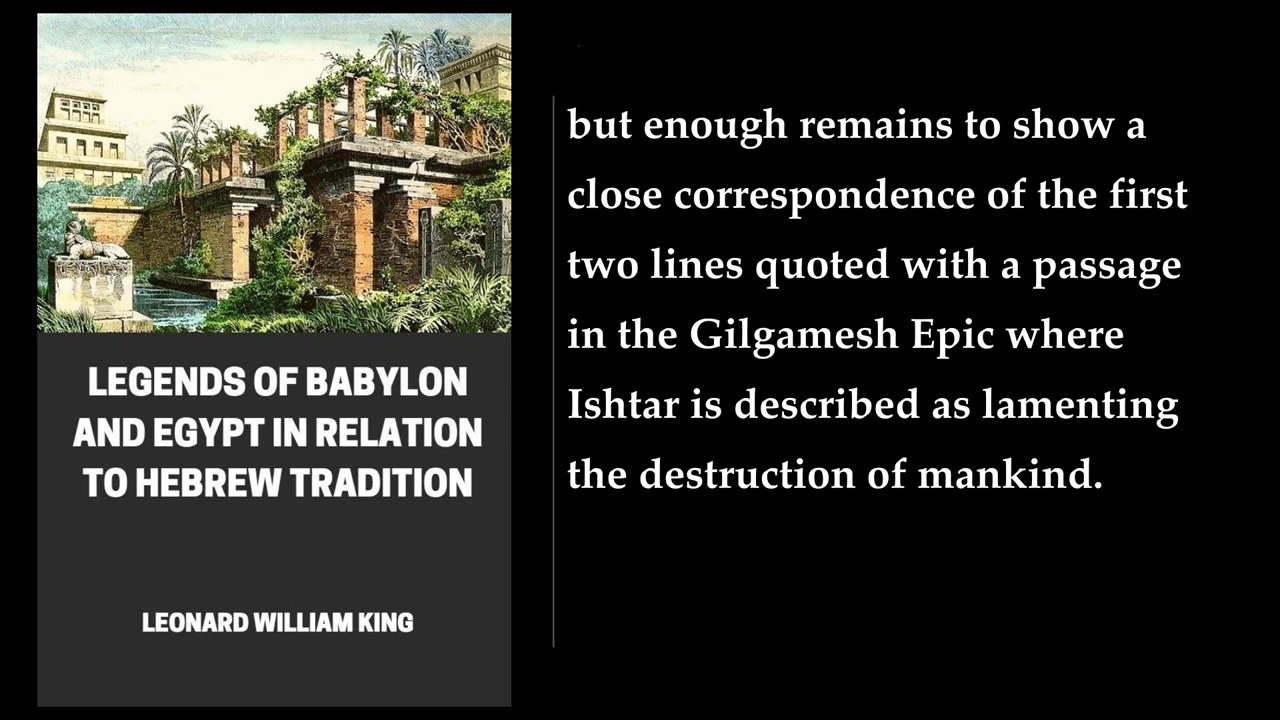 LEGENDS OF BABYLON
AND EGYPT IN RELATION
TO HEBREW TRADITION
LEONARD WILLIAM KING
but enough remains to show a
close correspondence of the first
two lines quoted with a passage
in the Gilgamesh Epic where
Ishtar is described as lamenting
the destruction of mankind.